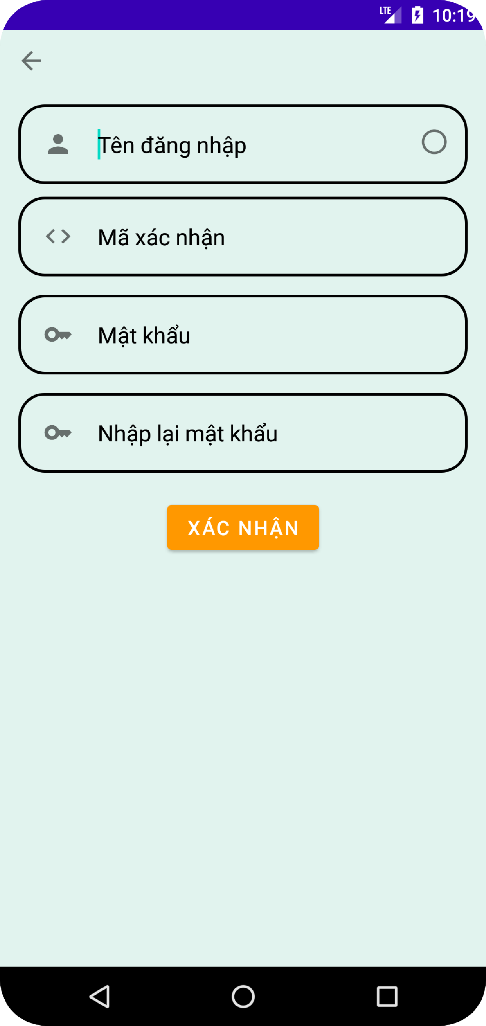 LTE 10:19
Tên đăng nhập
Mã xác nhận
Mật khẩu
Nhập lại mật khẩu
XÁC NHẬN